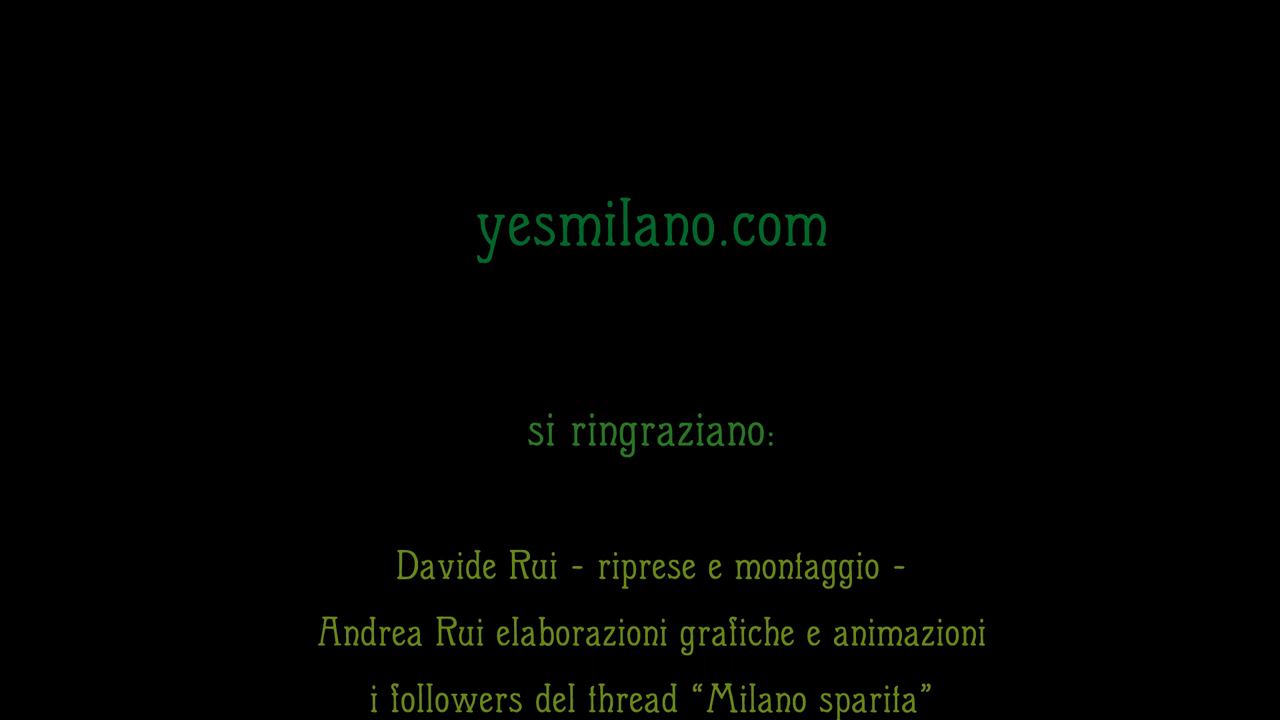 yesmilano.com
si ringraziano:
Davide Rui - riprese e montaggio -
Andrea Rui elaborazioni grafiche e animazioni
i followers del thread “Milano sparita”